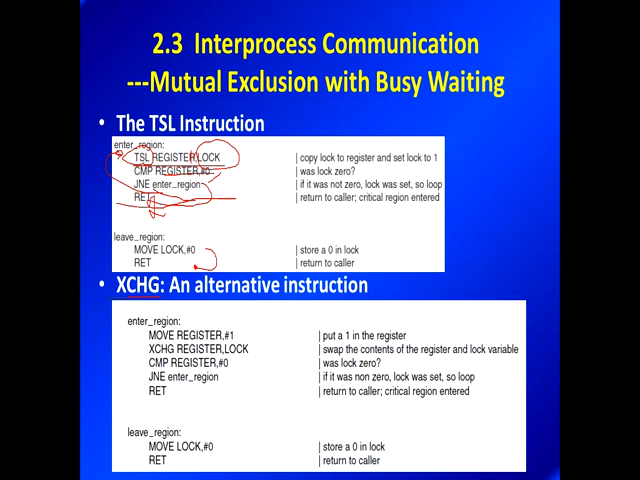 2.3 Interprocess Communication
---Mutual Exclusion with Busy Waiting
• The TSL Instruction
enter_region:
TSL REGISTER,LOCK | copy lock to register and set lock to 1
CMP REGISTER,#0 | was lock zero?
JNE enter_region | if it was not zero, lock was set, so loop
RET | return to caller; critical region entered
leave_region:
MOVE LOCK,#0 | store a 0 in lock
RET | return to caller
• XCHG: An alternative instruction
enter_region:
MOVE REGISTER,#1 | put a 1 in the register
XCHG REGISTER,LOCK | swap the contents of the register and lock variable
CMP REGISTER,#0 | was lock zero?
JNE enter_region | if it was non zero, lock was set, so loop
RET | return to caller; critical region entered
leave_region:
MOVE LOCK,#0 | store a 0 in lock
RET | return to caller